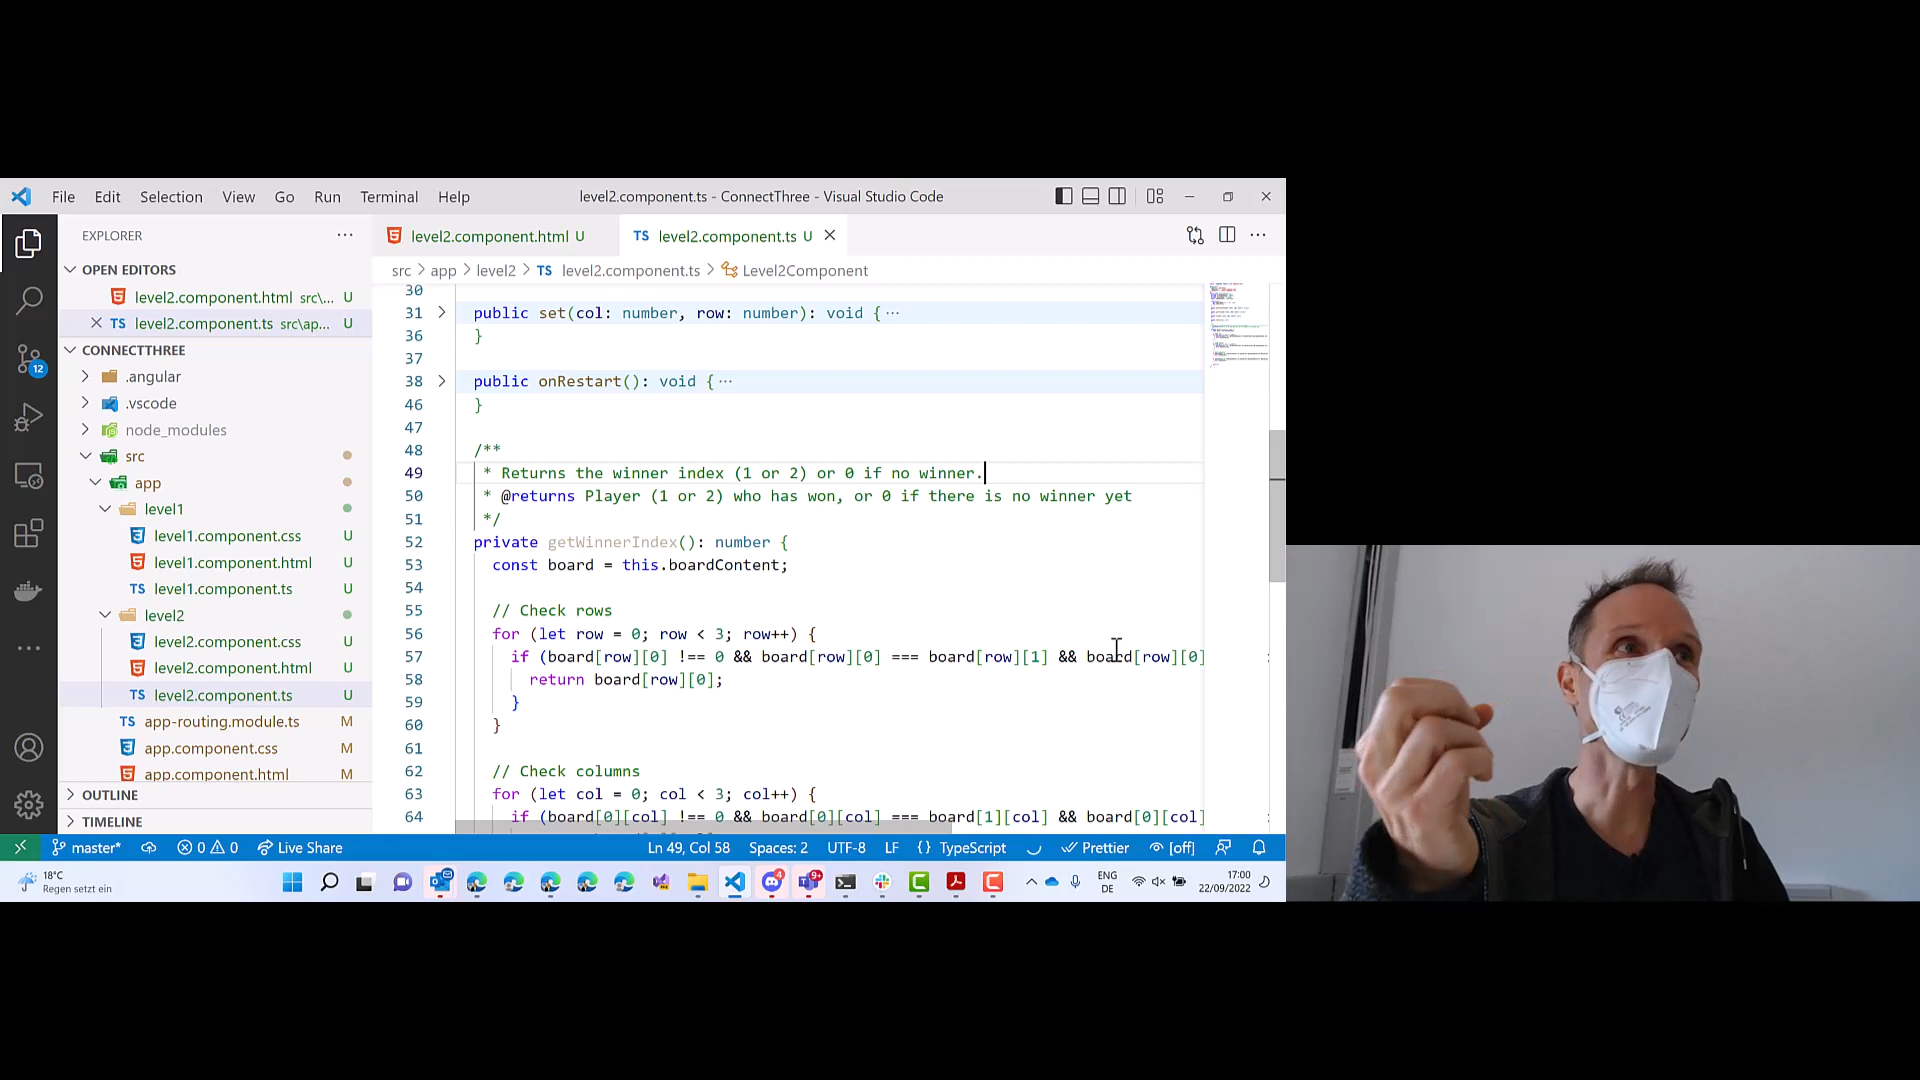 File Edit Selection View Go Run Terminal Help level2.component.ts - ConnectThree - Visual Studio Code
EXPLORER
OPEN EDITORS
level2.component.html src\... U
level2.component.ts src\ap... U
CONNECTTHREE
.angular
.vscode
node_modules
src
app
level1
level1.component.css U
level1.component.html U
TS level1.component.ts U
level2
level2.component.css U
level2.component.html U
TS level2.component.ts U
TS app-routing.module.ts M
app.component.css M
app.component.html M
OUTLINE
TIMELINE
12
level2.component.html U TS level2.component.ts U
src > app > level2 > TS level2.component.ts > Level2Component
30
31 public set(col: number, row: number): void {···
36 }
37
38 public onRestart(): void {···
46 }
47
48 /**
49 * Returns the winner index (1 or 2) or 0 if no winner.
50 * @returns Player (1 or 2) who has won, or 0 if there is no winner yet
51 */
52 private getWinnerIndex(): number {
53 const board = this.boardContent;
54
55 // Check rows
56 for (let row = 0; row < 3; row++) {
57 if (board[row][0] !== 0 && board[row][0] === board[row][1] && board[row][0]
58 return board[row][0];
59 }
60 }
61
62 // Check columns
63 for (let col = 0; col < 3; col++) {
64 if (board[0][col] !== 0 && board[0][col] === board[1][col] && board[0][col]
master* 0 0 Live Share Ln 49, Col 58 Spaces: 2 UTF-8 LF {} TypeScript Prettier [off]
18°C
Regen setzt ein
4
9+
ENG
DE
17:00
22/09/2022